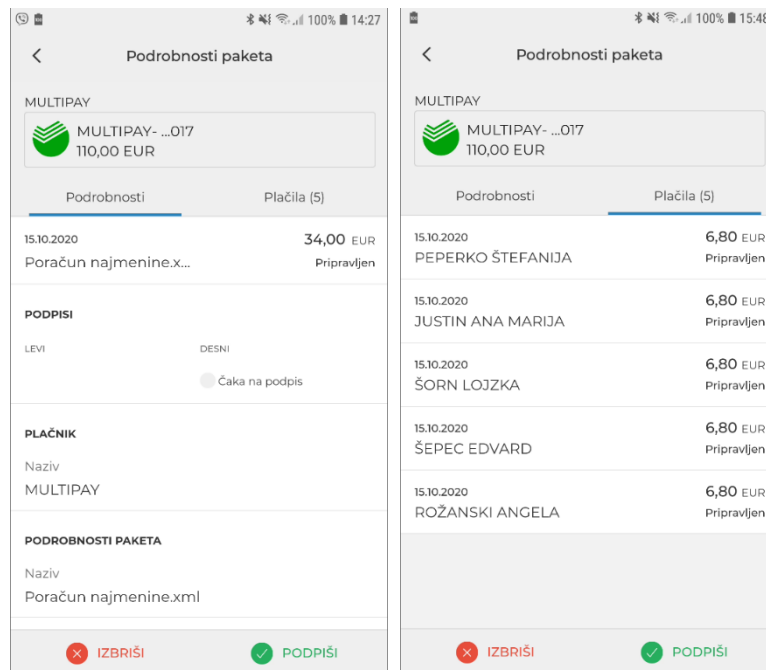 100% 14:27
Podrobnosti paketa
MULTIPAY
MULTIPAY- ...017
110,00 EUR
Podrobnosti Plačila (5)
15.10.2020 34,00 EUR
Poračun najmenine.x... Pripravljen
PODPISI
LEVI DESNI
Čaka na podpis
PLAČNIK
Naziv
MULTIPAY
PODROBNOSTI PAKETA
Naziv
Poračun najmenine.xml
IZBRIŠI PODPIŠI
100% 15:48
Podrobnosti paketa
MULTIPAY
MULTIPAY- ...017
110,00 EUR
Podrobnosti Plačila (5)
15.10.2020 6,80 EUR
PEPERKO ŠTEFANIJA Pripravljen
15.10.2020 6,80 EUR
JUSTIN ANA MARIJA Pripravljen
15.10.2020 6,80 EUR
ŠORN LOJZKA Pripravljen
15.10.2020 6,80 EUR
ŠEPEC EDVARD Pripravljen
15.10.2020 6,80 EUR
ROŽANSKI ANGELA Pripravljen
IZBRIŠI PODPIŠI